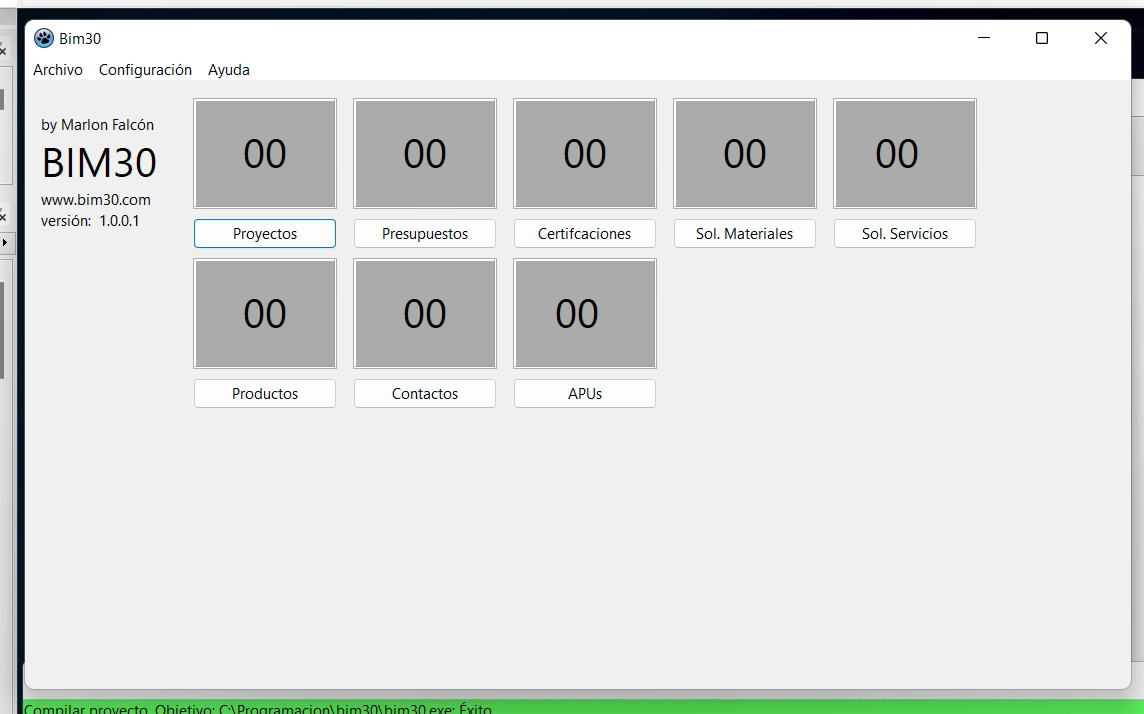 Bim30
Archivo Configuración Ayuda
by Marlon Falcón
BIM30
www.bim30.com
versión: 1.0.0.1
00 00 00 00 00
Proyectos Presupuestos Certifcaciones Sol. Materiales Sol. Servicios
00 00 00
Productos Contactos APUs
Compilar proyecto, Objetivo: C:\Programacion\bim30\bim30.exe: Éxito